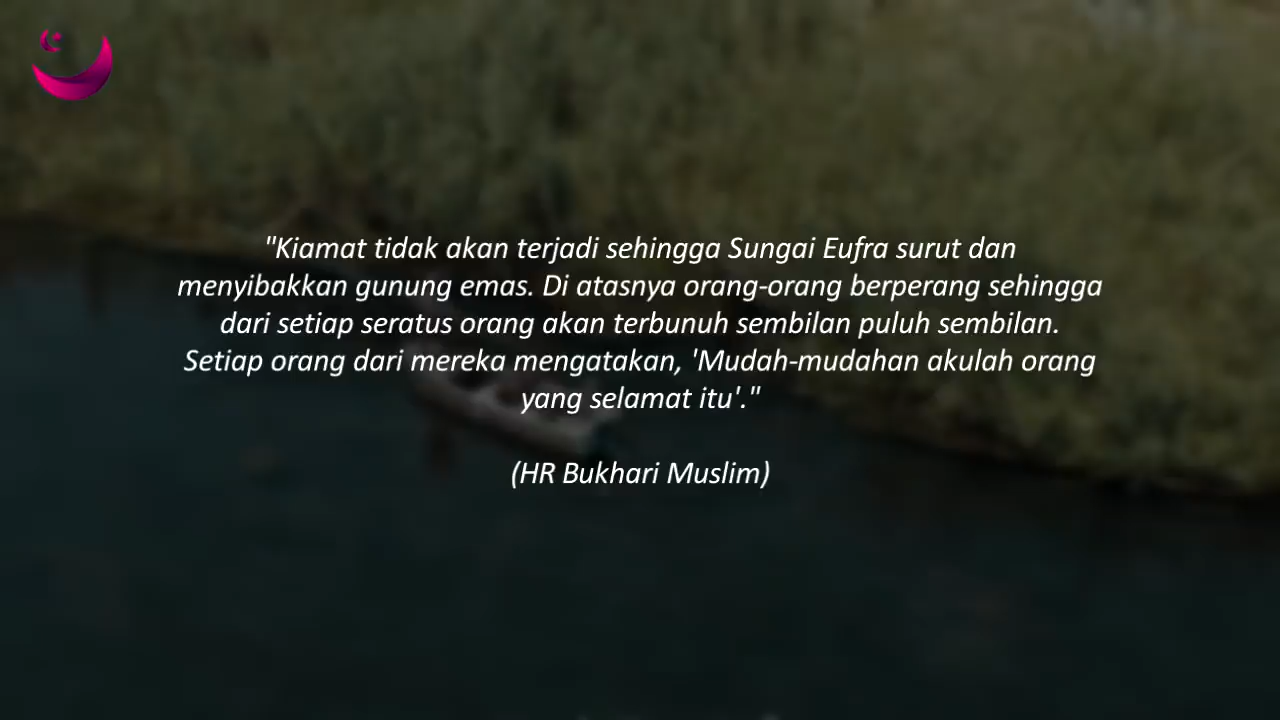 "Kiamat tidak akan terjadi sehingga Sungai Eufra surut dan
menyibakkan gunung emas. Di atasnya orang-orang berperang sehingga
dari setiap seratus orang akan terbunuh sembilan puluh sembilan.
Setiap orang dari mereka mengatakan, 'Mudah-mudahan akulah orang
yang selamat itu'."
(HR Bukhari Muslim)